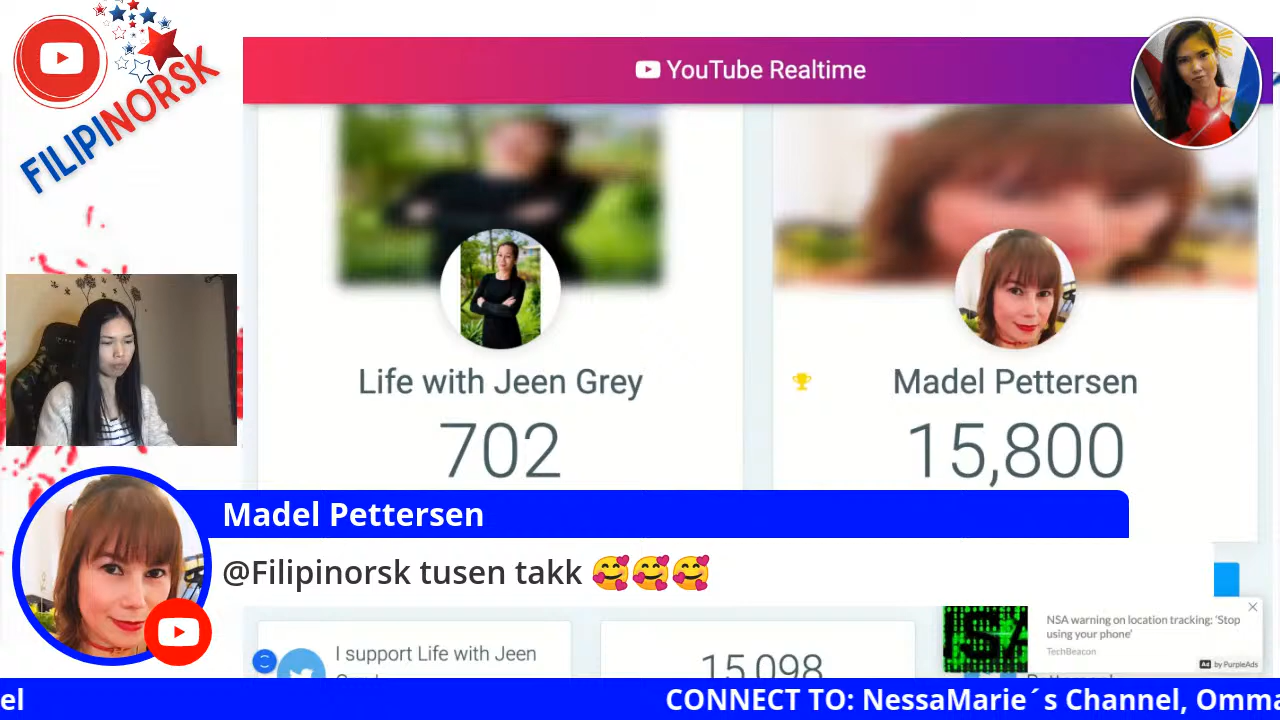 FILIPINORSK
YouTube Realtime
Life with Jeen Grey
702
Madel Pettersen
15,800
Madel Pettersen
@Filipinorsk tusen takk 🥰🥰🥰
I support Life with Jeen
15,098
NSA warning on location tracking: 'Stop
using your phone'
TechBeacon
Ad by PurpleAds
el
CONNECT TO: NessaMarie´s Channel, Omma